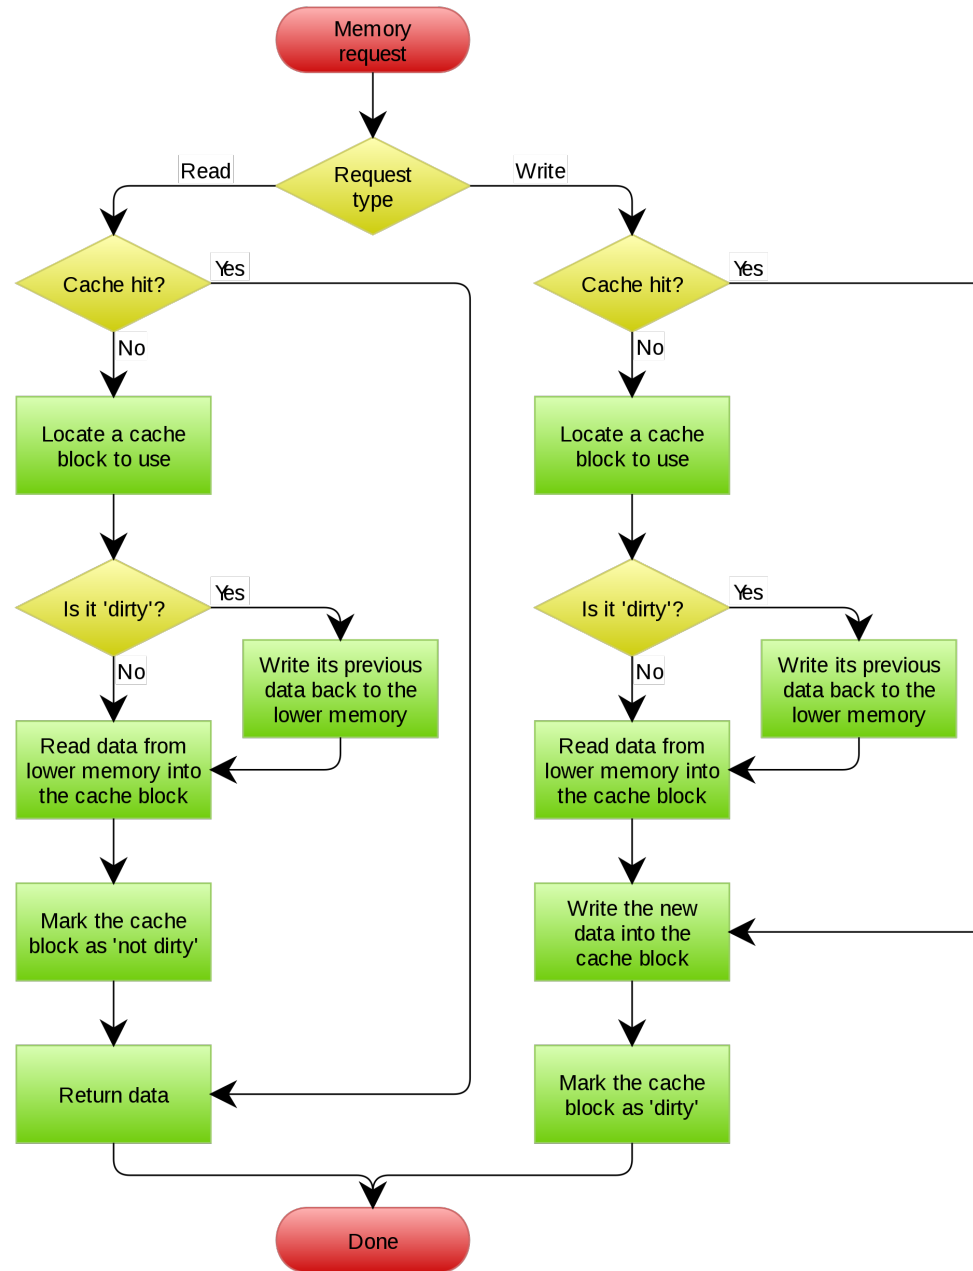 Memory
request
Request
type
Read
Write
Cache hit?
Yes
No
Locate a cache
block to use
Is it 'dirty'?
Yes
No
Write its previous
data back to the
lower memory
Read data from
lower memory into
the cache block
Mark the cache
block as 'not dirty'
Return data
Cache hit?
Yes
No
Locate a cache
block to use
Is it 'dirty'?
Yes
No
Write its previous
data back to the
lower memory
Read data from
lower memory into
the cache block
Write the new
data into the
cache block
Mark the cache
block as 'dirty'
Done